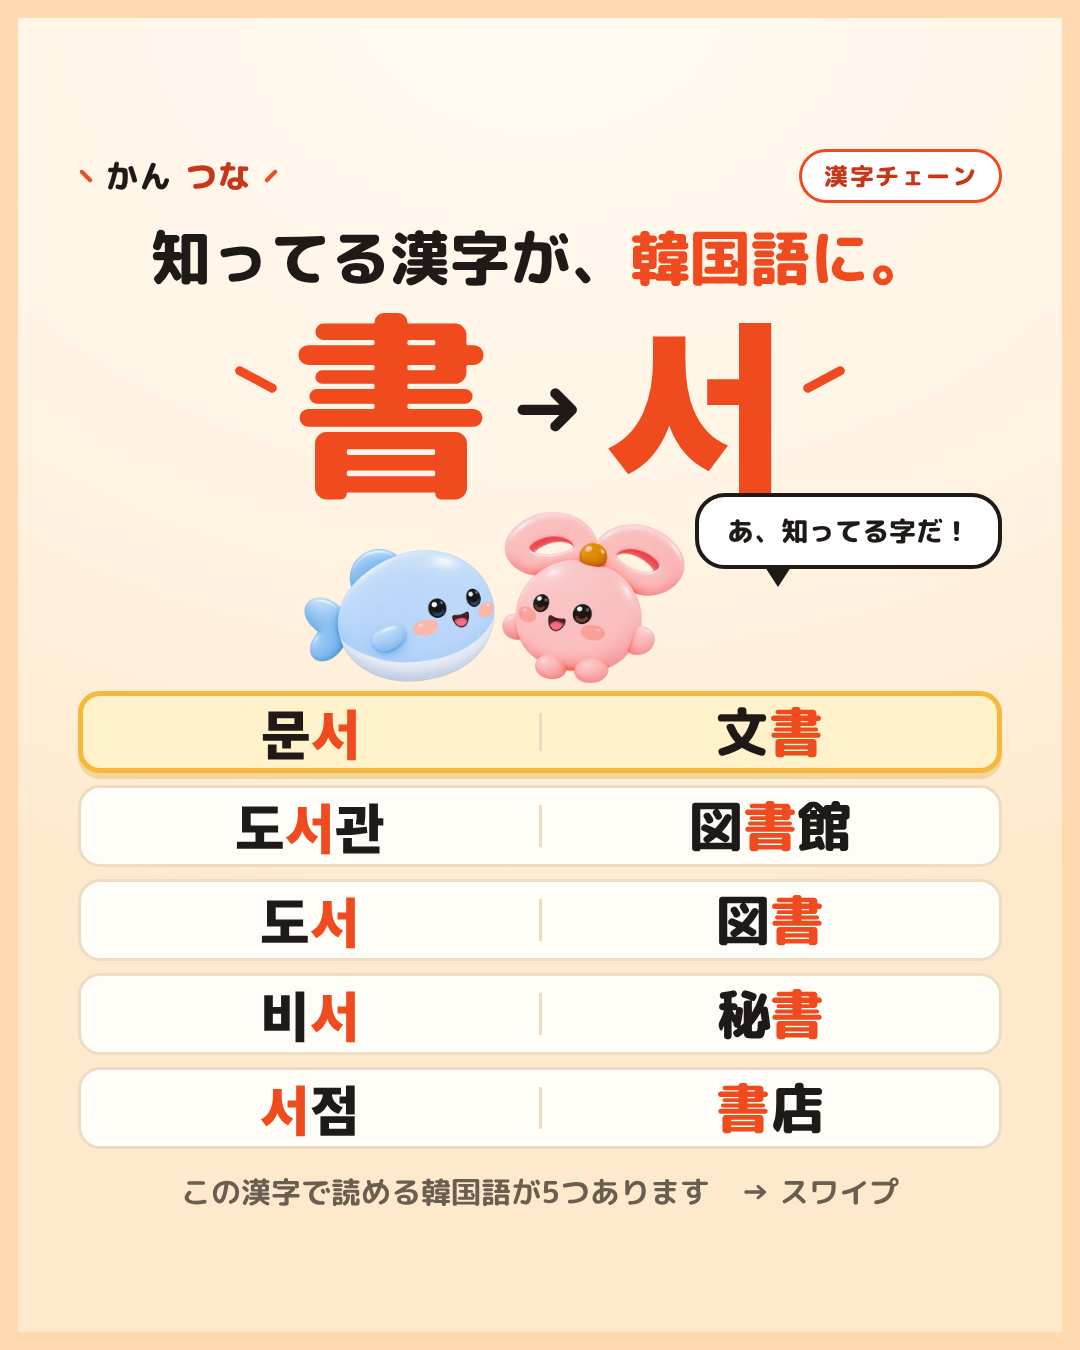 かん つな
漢字チェーン
知ってる漢字が、韓国語に。
書 → 서
あ、知ってる字だ！
문서 文書
도서관 図書館
도서 図書
비서 秘書
서점 書店
この漢字で読める韓国語が5つあります → スワイプ